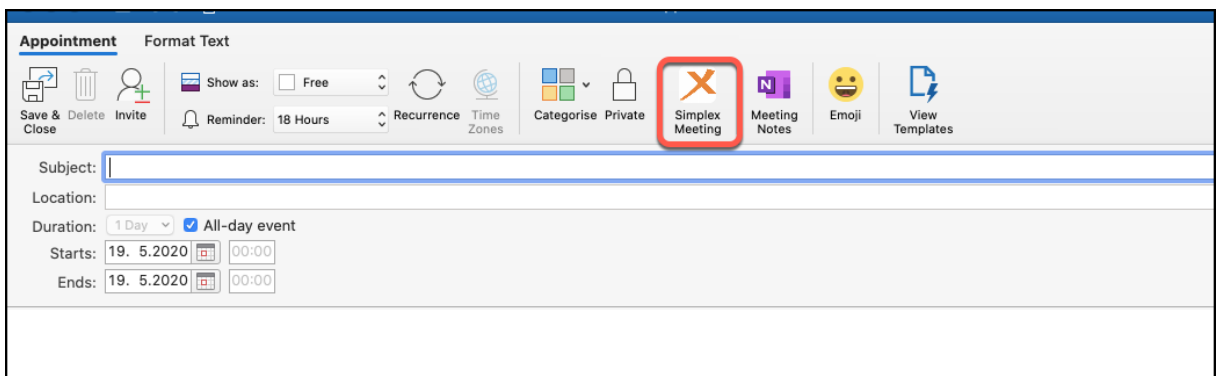 Appointment Format Text
Show as: Free
Reminder: 18 Hours
Save & Close
Delete
Invite
Recurrence
Time Zones
Categorise
Private
Simplex Meeting
Meeting Notes
Emoji
View Templates
Subject:
Location:
Duration: 1 Day All-day event
Starts: 19. 5.2020 00:00
Ends: 19. 5.2020 00:00